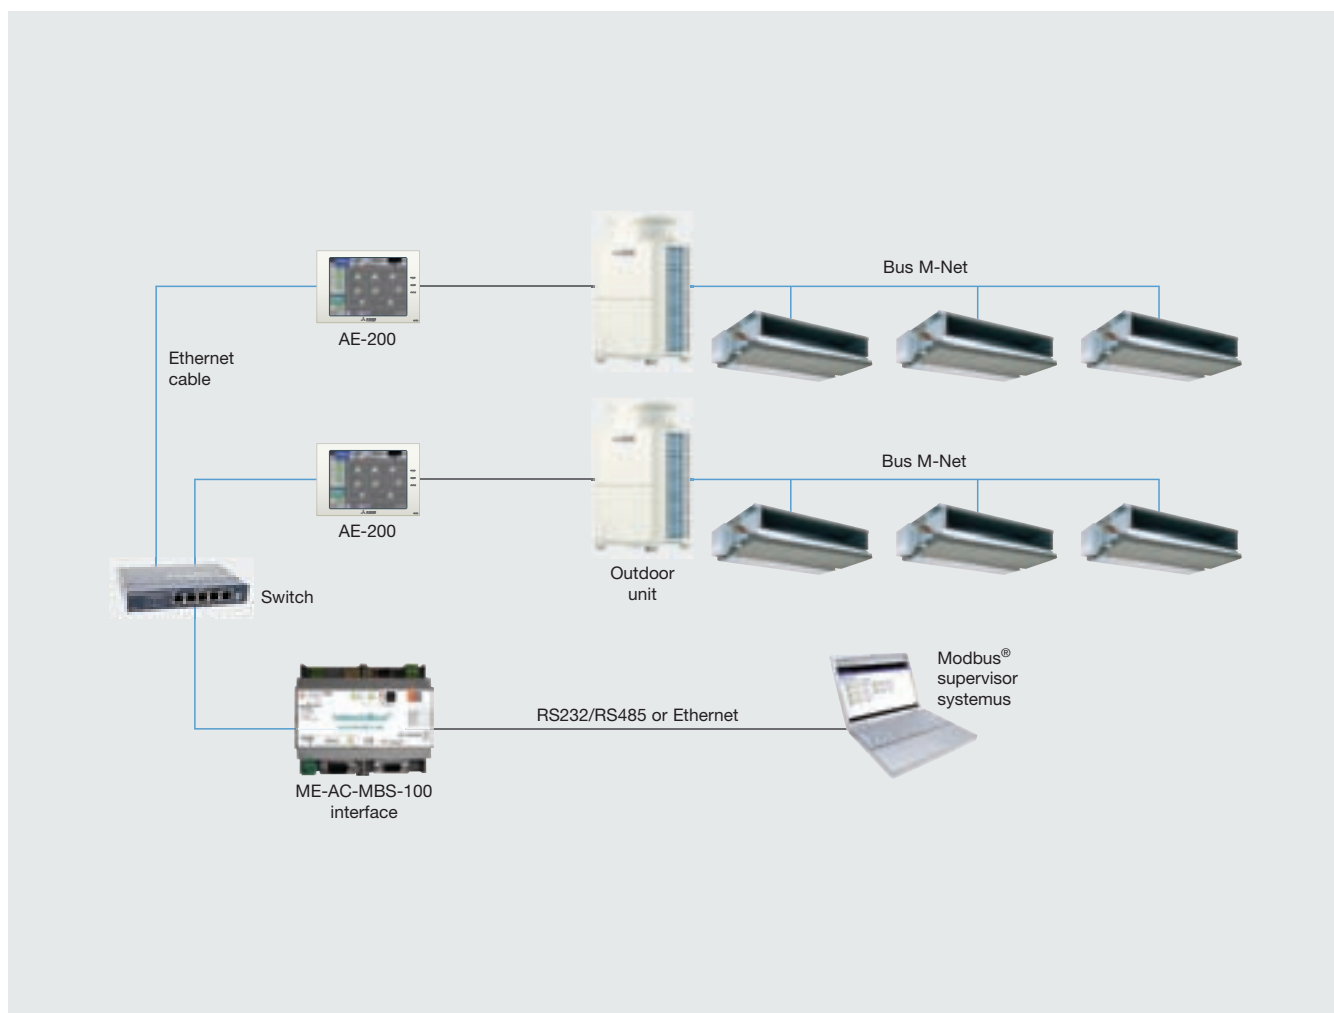 Bus M-Net
AE-200
Ethernet
cable
Bus M-Net
AE-200
Outdoor
unit
Switch
Modbus®
supervisor
systemus
RS232/RS485 or Ethernet
ME-AC-MBS-100
interface